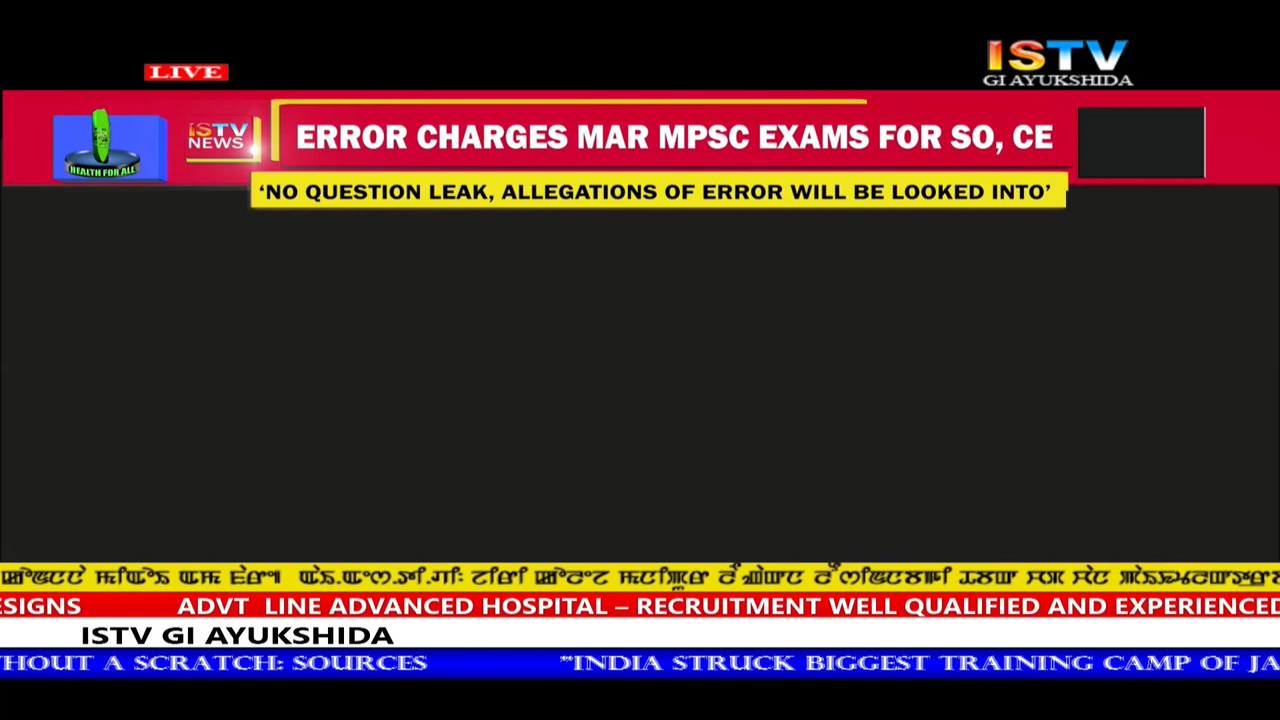 LIVE
ISTV
GI AYUKSHIDA
HEALTH FOR ALL
ISTV
NEWS
ERROR CHARGES MAR MPSC EXAMS FOR SO, CE
‘NO QUESTION LEAK, ALLEGATIONS OF ERROR WILL BE LOOKED INTO’
ESIGNS ADVT LINE ADVANCED HOSPITAL – RECRUITMENT WELL QUALIFIED AND EXPERIENCED
ISTV GI AYUKSHIDA
THOUT A SCRATCH: SOURCES "INDIA STRUCK BIGGEST TRAINING CAMP OF JA